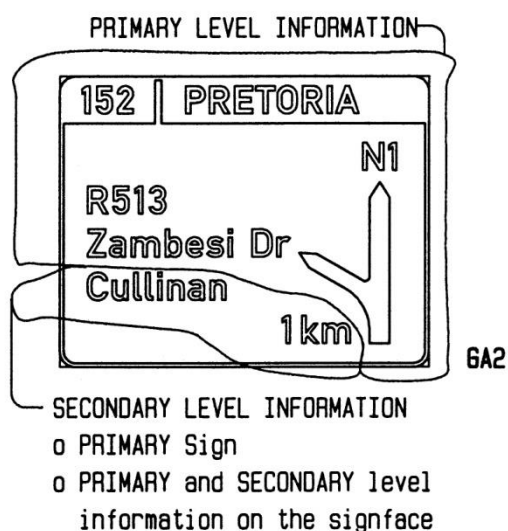 PRIMARY LEVEL INFORMATION
152 PRETORIA
N1
R513
Zambesi Dr
Cullinan
1km
GA2
SECONDARY LEVEL INFORMATION
o PRIMARY Sign
o PRIMARY and SECONDARY level
information on the signface